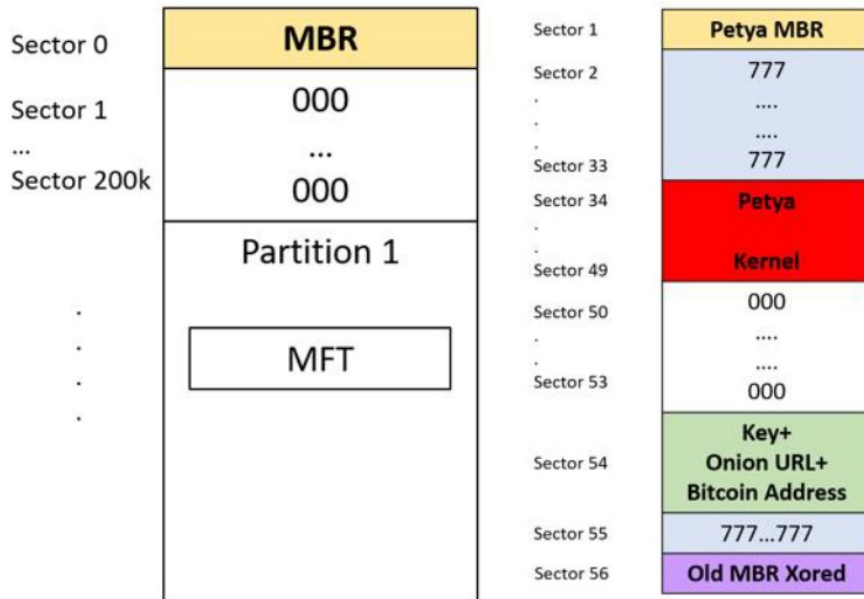 Sector 0
MBR
Sector 1
000
...
...
Sector 200k
000
Partition 1
.
.
.
.
MFT
Sector 1
Petya MBR
Sector 2
777
.
....
.
....
.
Sector 33
777
Sector 34
Petya
.
.
Sector 49
Kernel
Sector 50
000
.
....
.
....
Sector 53
000
Key+
Sector 54
Onion URL+
Bitcoin Address
Sector 55
777...777
Sector 56
Old MBR Xored